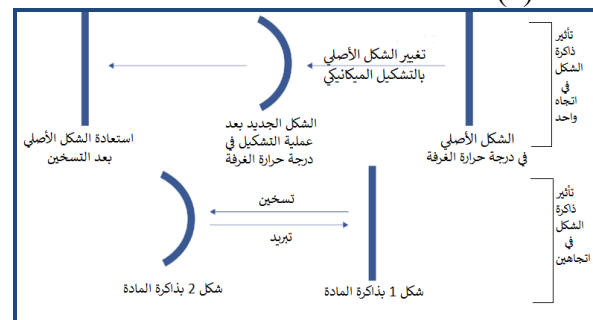 تأثير
ذاكرة
الشكل
في
اتجاه
واحد
تغيير الشكل الأصلي
بالتشكيل الميكانيكي
الشكل الأصلي
في درجة حرارة الغرفة
الشكل الجديد بعد
عملية التشكيل في
درجة حرارة الغرفة
استعادة الشكل الأصلي
بعد التسخين
تأثير
ذاكرة
الشكل
في
اتجاهين
تسخين
تبريد
شكل 1 بذاكرة المادة
شكل 2 بذاكرة المادة